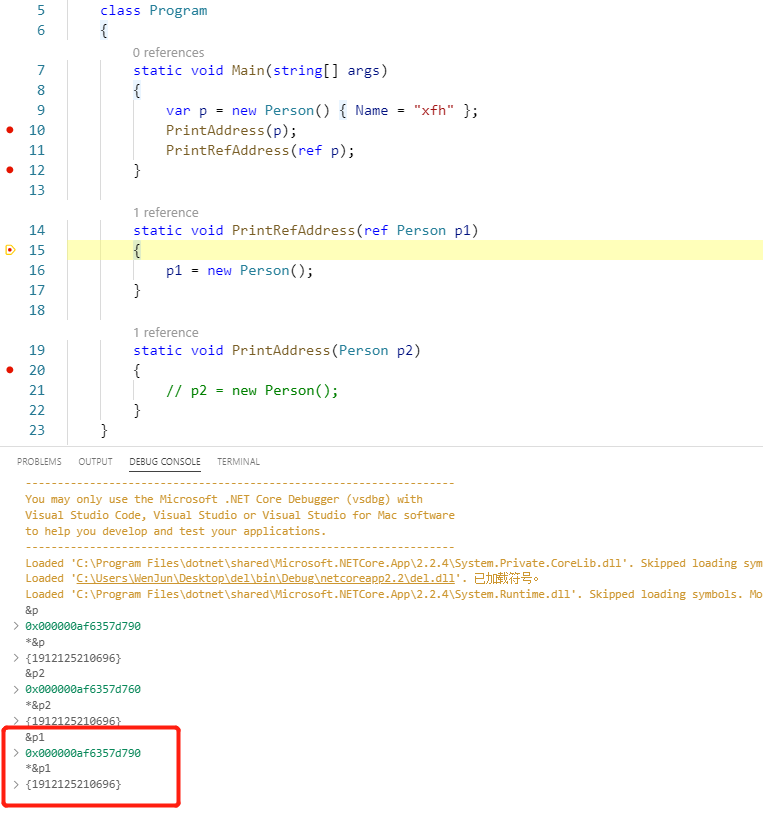 5 class Program
6 {
0 references
7 static void Main(string[] args)
8 {
9 var p = new Person() { Name = "xfh" };
10 PrintAddress(p);
11 PrintRefAddress(ref p);
12 }
13
1 reference
14 static void PrintRefAddress(ref Person p1)
15 {
16 p1 = new Person();
17 }
18
1 reference
19 static void PrintAddress(Person p2)
20 {
21 // p2 = new Person();
22 }
23 }
PROBLEMS OUTPUT DEBUG CONSOLE TERMINAL
-------------------------------------------------------------------
You may only use the Microsoft .NET Core Debugger (vsdbg) with
Visual Studio Code, Visual Studio or Visual Studio for Mac software
to help you develop and test your applications.
-------------------------------------------------------------------
Loaded 'C:\Program Files\dotnet\shared\Microsoft.NETCore.App\2.2.4\System.Private.CoreLib.dll'. Skipped loading sym
Loaded 'C:\Users\WenJun\Desktop\del\bin\Debug\netcoreapp2.2\del.dll'. 已加载符号。
Loaded 'C:\Program Files\dotnet\shared\Microsoft.NETCore.App\2.2.4\System.Runtime.dll'. Skipped loading symbols. Mo
&p
> 0x000000af6357d790
*&p
> {1912125210696}
&p2
> 0x000000af6357d760
*&p2
> {1912125210696}
&p1
> 0x000000af6357d790
*&p1
> {1912125210696}